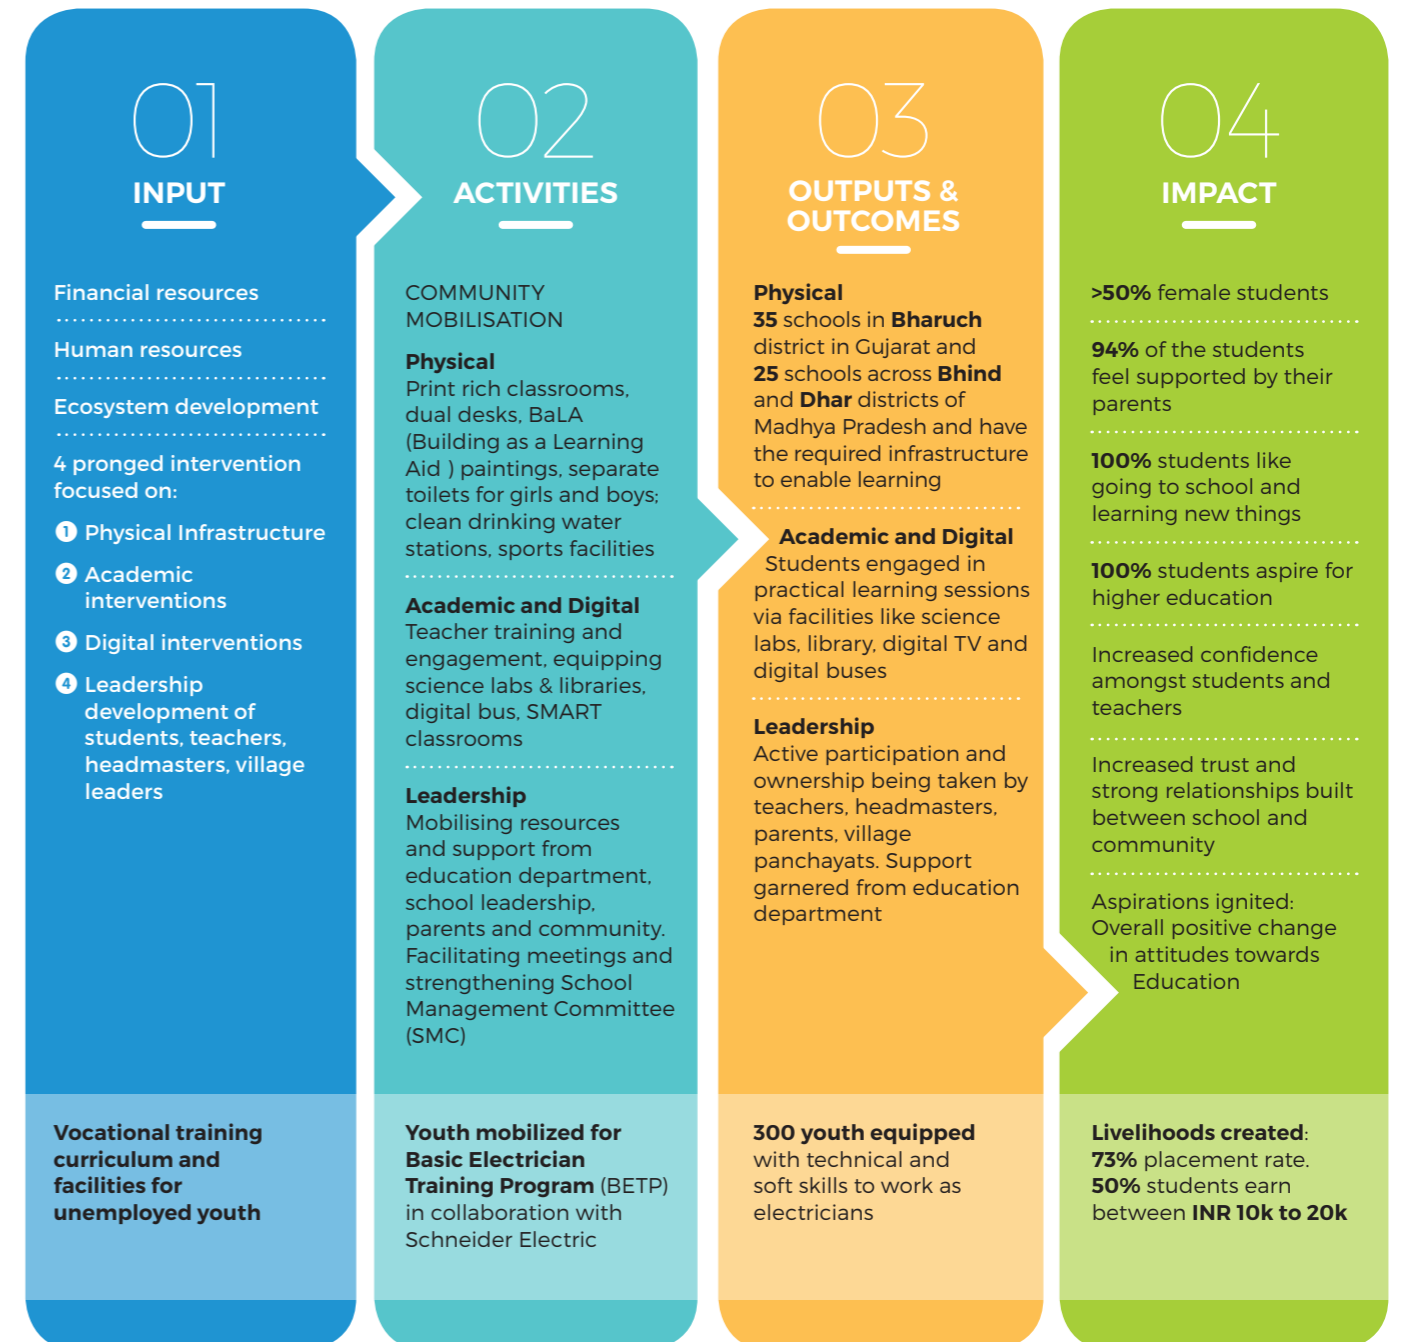 01
INPUT
Financial resources
Human resources
Ecosystem development
4 pronged intervention
focused on:
1 Physical Infrastructure
2 Academic
interventions
3 Digital interventions
4 Leadership
development of
students, teachers,
headmasters, village
leaders
Vocational training
curriculum and
facilities for
unemployed youth
02
ACTIVITIES
COMMUNITY
MOBILISATION
Physical
Print rich classrooms,
dual desks, BaLA
(Building as a Learning
Aid ) paintings, separate
toilets for girls and boys;
clean drinking water
stations, sports facilities
Academic and Digital
Teacher training and
engagement, equipping
science labs & libraries,
digital bus, SMART
classrooms
Leadership
Mobilising resources
and support from
education department,
school leadership,
parents and community.
Facilitating meetings and
strengthening School
Management Committee
(SMC)
Youth mobilized for
Basic Electrician
Training Program (BETP)
in collaboration with
Schneider Electric
03
OUTPUTS &
OUTCOMES
Physical
35 schools in Bharuch
district in Gujarat and
25 schools across Bhind
and Dhar districts of
Madhya Pradesh and have
the required infrastructure
to enable learning
Academic and Digital
Students engaged in
practical learning sessions
via facilities like science
labs, library, digital TV and
digital buses
Leadership
Active participation and
ownership being taken by
teachers, headmasters,
parents, village
panchayats. Support
garnered from education
department
300 youth equipped
with technical and
soft skills to work as
electricians
04
IMPACT
>50% female students
94% of the students
feel supported by their
parents
100% students like
going to school and
learning new things
100% students aspire for
higher education
Increased confidence
amongst students and
teachers
Increased trust and
strong relationships built
between school and
community
Aspirations ignited:
Overall positive change
in attitudes towards
Education
Livelihoods created:
73% placement rate.
50% students earn
between INR 10k to 20k